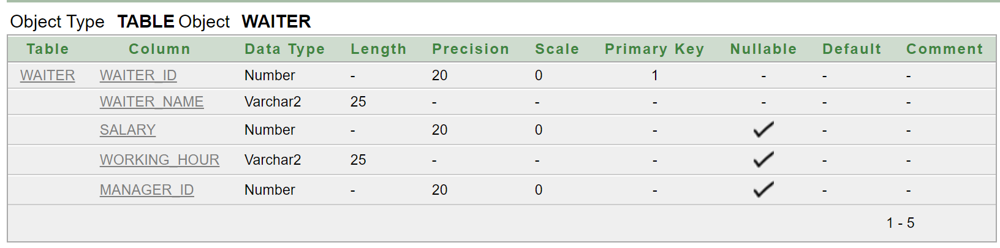 Object Type TABLE Object WAITER
Table Column Data Type Length Precision Scale Primary Key Nullable Default Comment
WAITER WAITER_ID Number - 20 0 1 - - -
WAITER_NAME Varchar2 25 - - - - - -
SALARY Number - 20 0 - ✓ - -
WORKING_HOUR Varchar2 25 - - - ✓ - -
MANAGER_ID Number - 20 0 - ✓ - -
1 - 5